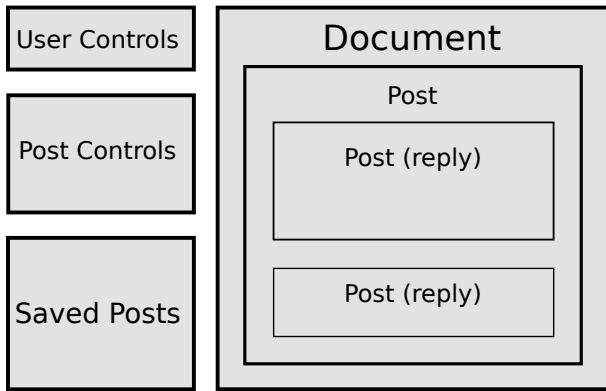 User Controls
Post Controls
Saved Posts
Document
Post
Post (reply)
Post (reply)